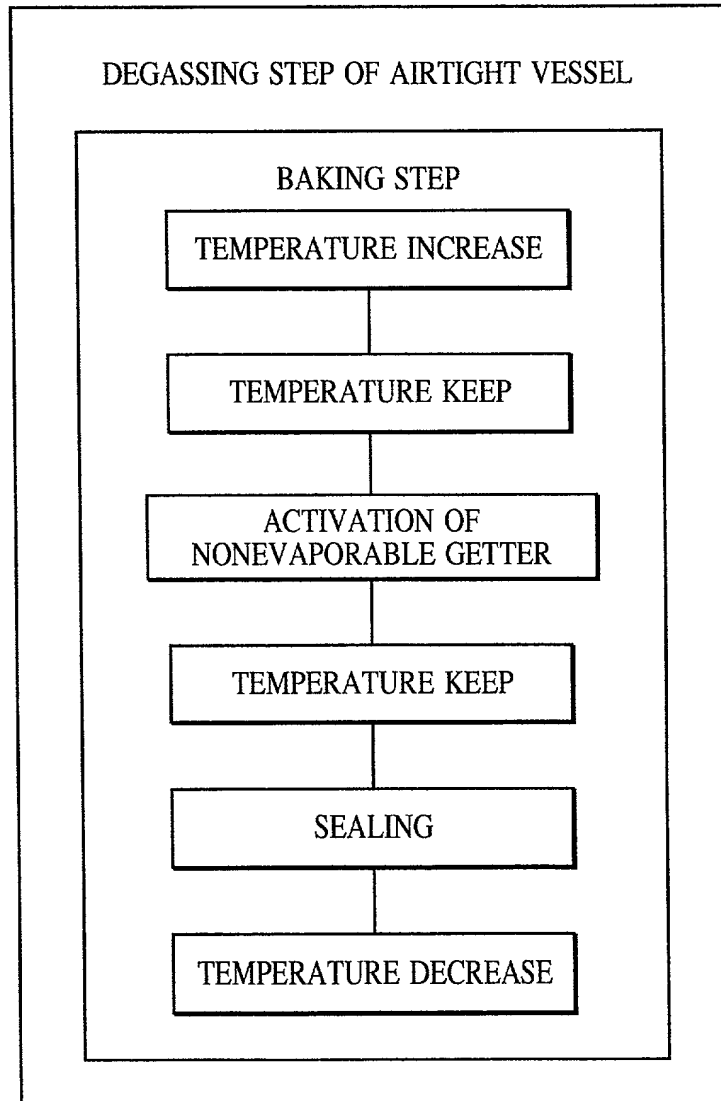 DEGASSING STEP OF AIRTIGHT VESSEL
BAKING STEP
TEMPERATURE INCREASE
TEMPERATURE KEEP
ACTIVATION OF
NONEVAPORABLE GETTER
TEMPERATURE KEEP
SEALING
TEMPERATURE DECREASE